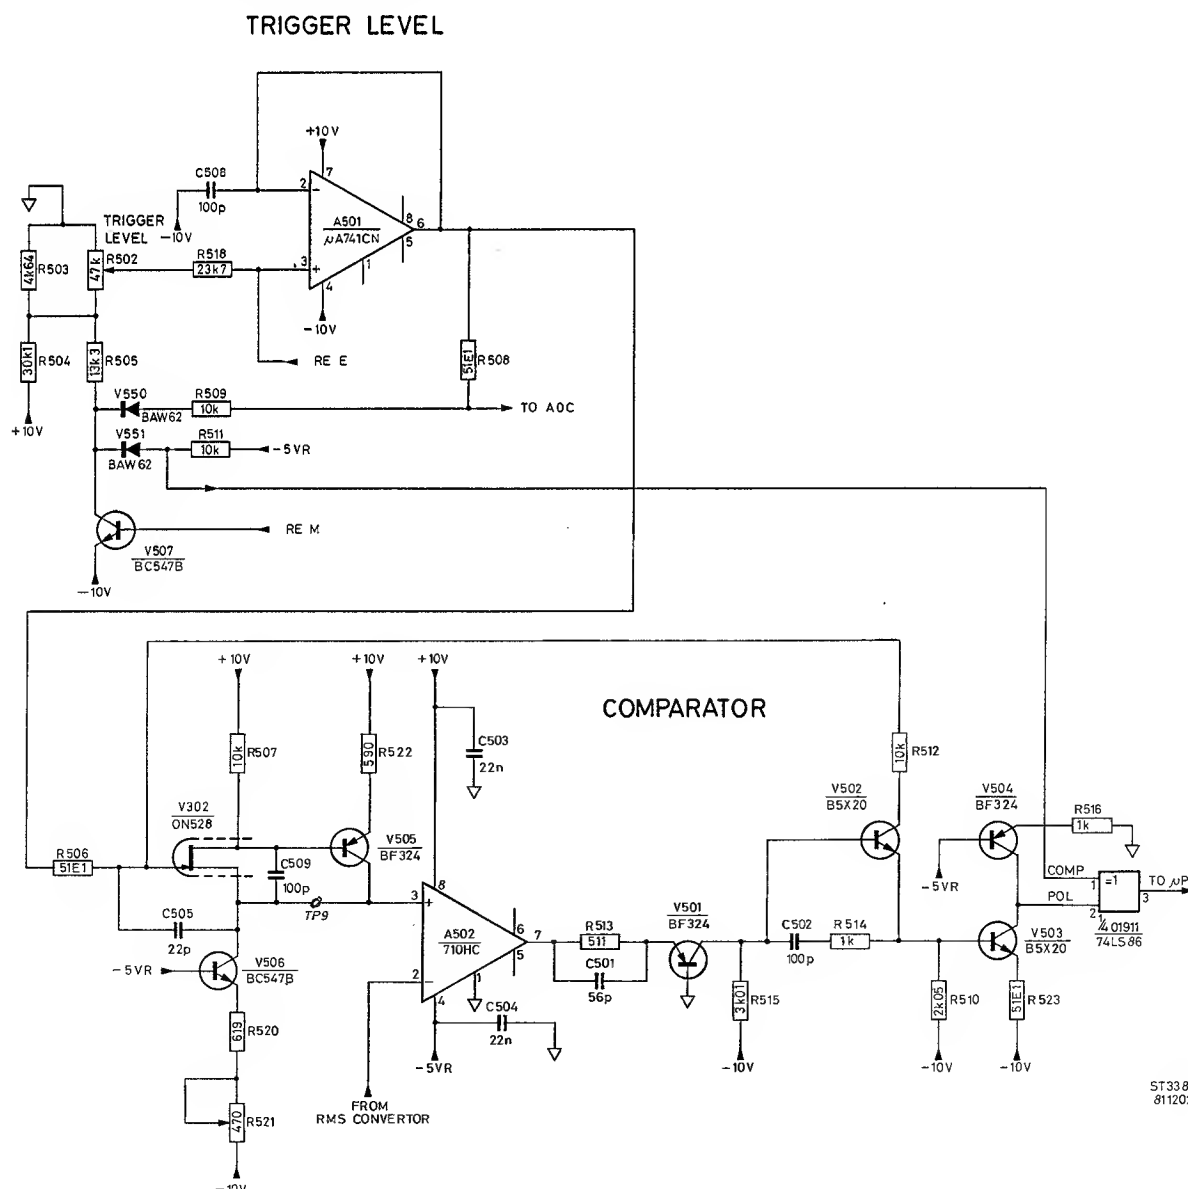 TRIGGER LEVEL
+10V
C508
100p
-10V
7
2
A501
μA741CN
8
6
5
3
1
4
-10V
TRIGGER
LEVEL
4k64
R503
47k
R502
R518
23k7
RE E
30k1
R504
13k3
R505
51E1
R508
+10V
V550
BAW62
R509
10k
TO AOC
V551
BAW62
R511
10k
-5VR
RE M
V507
BC547B
-10V
+10V
+10V
+10V
COMPARATOR
10k
R507
590
R522
C503
22n
10k
R512
V302
ON528
V505
BF324
V502
B5X20
V504
BF324
R516
1k
R506
51E1
C509
100p
-5VR
COMP
1
=1
TO μP
3
POL
2
1/4 01911
74LS86
TP9
3
8
A502
710HC
6
7
5
2
1
4
C505
22p
R513
511
C501
56p
V501
BF324
C502
100p
R514
1k
V503
B5X20
-5VR
V506
BC547B
3k01
R515
2k05
R510
51E1
R523
C504
22n
619
R520
-5VR
-10V
-10V
-10V
470
R521
FROM
RMS CONVERTOR
ST338
81120
-10V